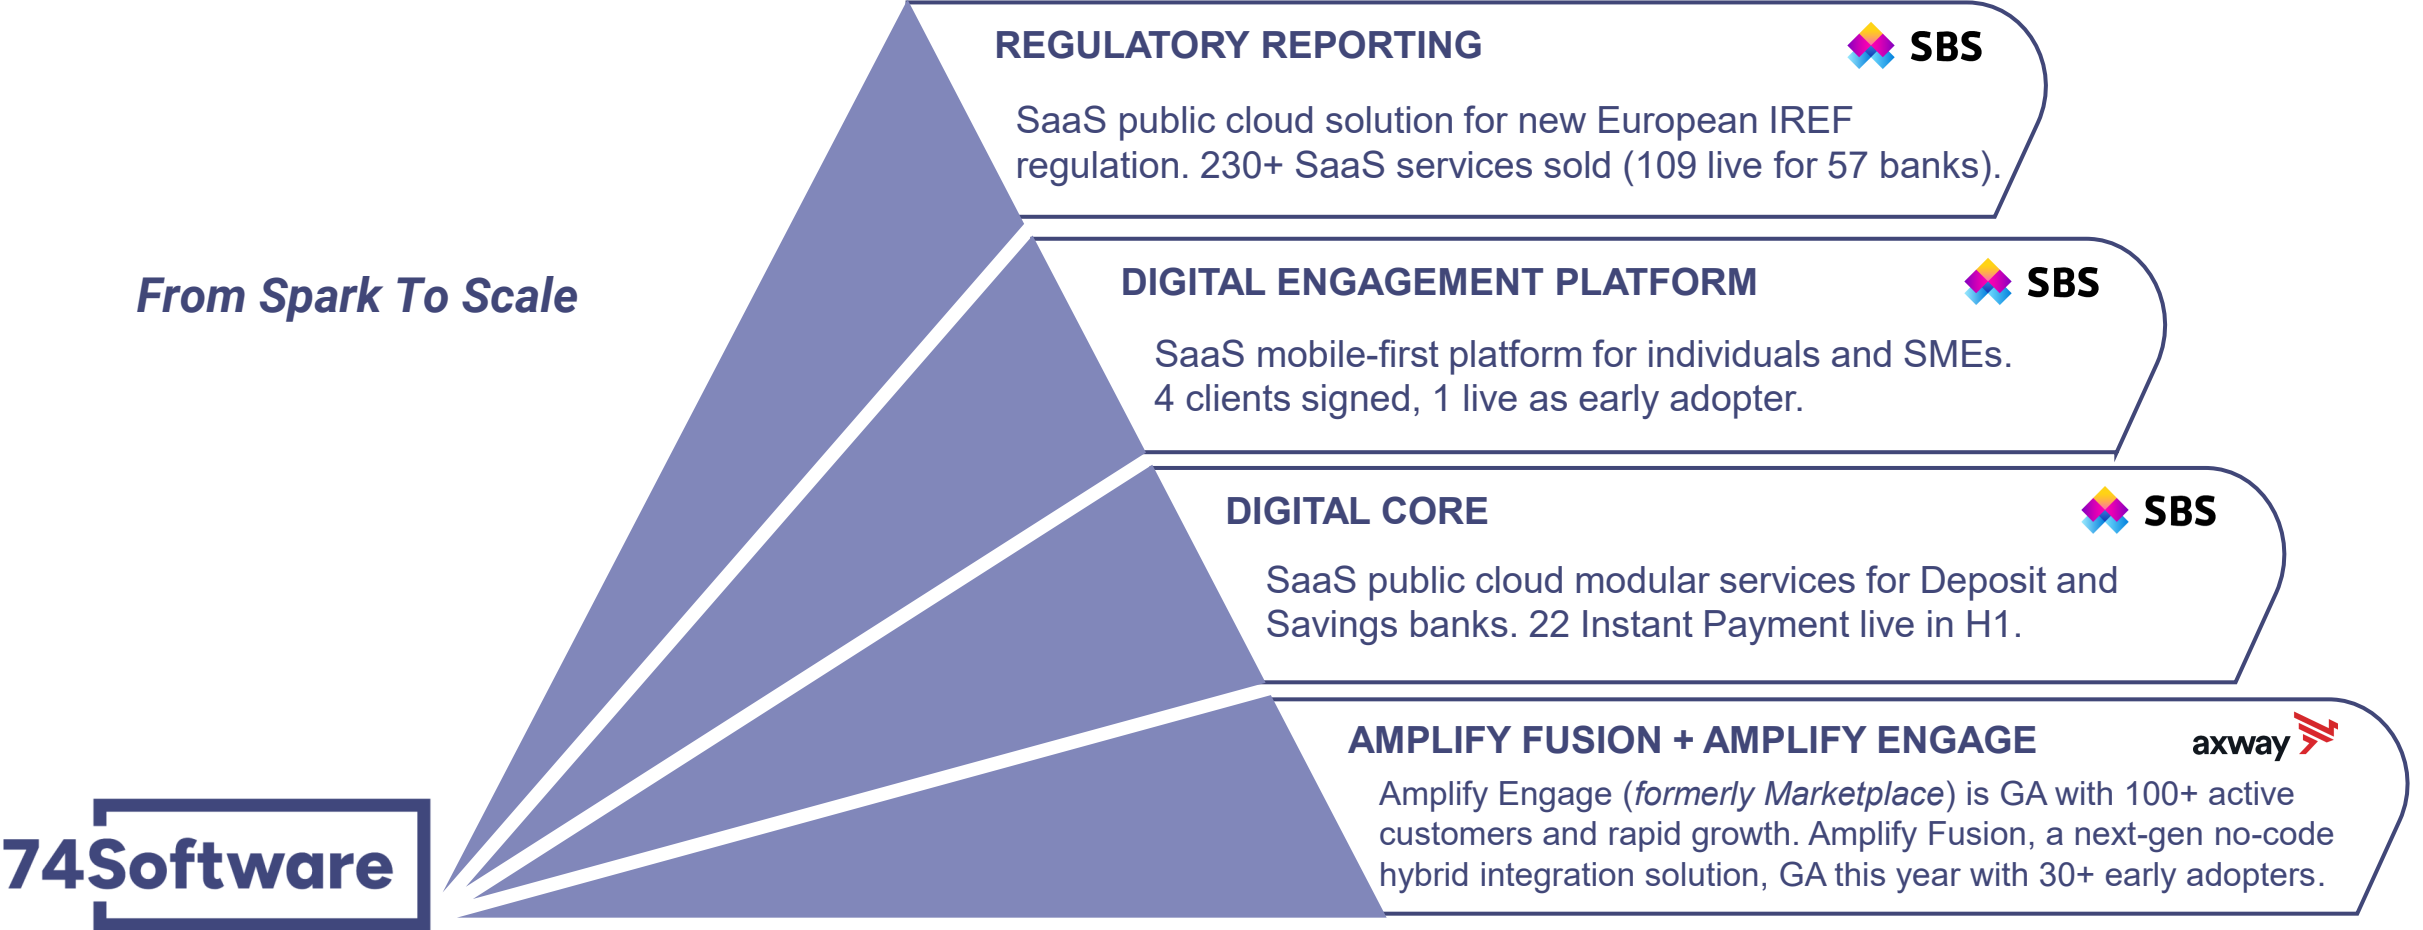 REGULATORY REPORTING
SBS
SaaS public cloud solution for new European IREF
regulation. 230+ SaaS services sold (109 live for 57 banks).
From Spark To Scale
DIGITAL ENGAGEMENT PLATFORM
SBS
SaaS mobile-first platform for individuals and SMEs.
4 clients signed, 1 live as early adopter.
DIGITAL CORE
SBS
SaaS public cloud modular services for Deposit and
Savings banks. 22 Instant Payment live in H1.
AMPLIFY FUSION + AMPLIFY ENGAGE
axway
Amplify Engage (formerly Marketplace) is GA with 100+ active
customers and rapid growth. Amplify Fusion, a next-gen no-code
hybrid integration solution, GA this year with 30+ early adopters.
74Software